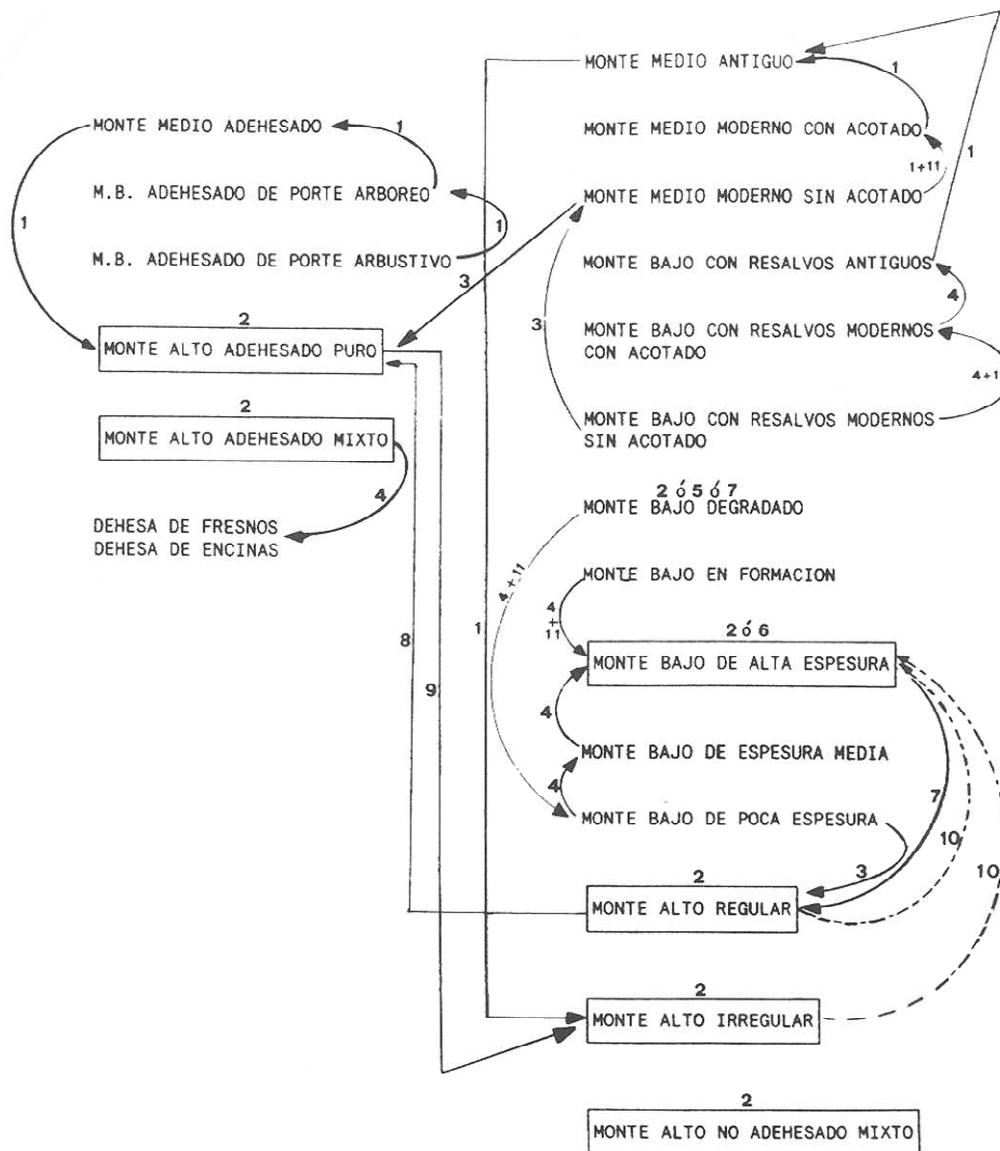 MONTE MEDIO ADEHESADO
1
M.B. ADEHESADO DE PORTE ARBOREO
1
1
M.B. ADEHESADO DE PORTE ARBUSTIVO
2
MONTE ALTO ADEHESADO PURO
2
MONTE ALTO ADEHESADO MIXTO
4
DEHESA DE FRESNOS
DEHESA DE ENCINAS
8
9
1
3
MONTE MEDIO ANTIGUO
1
MONTE MEDIO MODERNO CON ACOTADO
1+11
1
MONTE MEDIO MODERNO SIN ACOTADO
MONTE BAJO CON RESALVOS ANTIGUOS
4
3
MONTE BAJO CON RESALVOS MODERNOS
CON ACOTADO
4+1
MONTE BAJO CON RESALVOS MODERNOS
SIN ACOTADO
2 ó 5 ó 7
MONTE BAJO DEGRADADO
4+11
MONTE BAJO EN FORMACION
4
+
11
2 ó 6
MONTE BAJO DE ALTA ESPESURA
4
MONTE BAJO DE ESPESURA MEDIA
4
7
MONTE BAJO DE POCA ESPESURA
10
3
10
2
MONTE ALTO REGULAR
2
MONTE ALTO IRREGULAR
2
MONTE ALTO NO ADEHESADO MIXTO